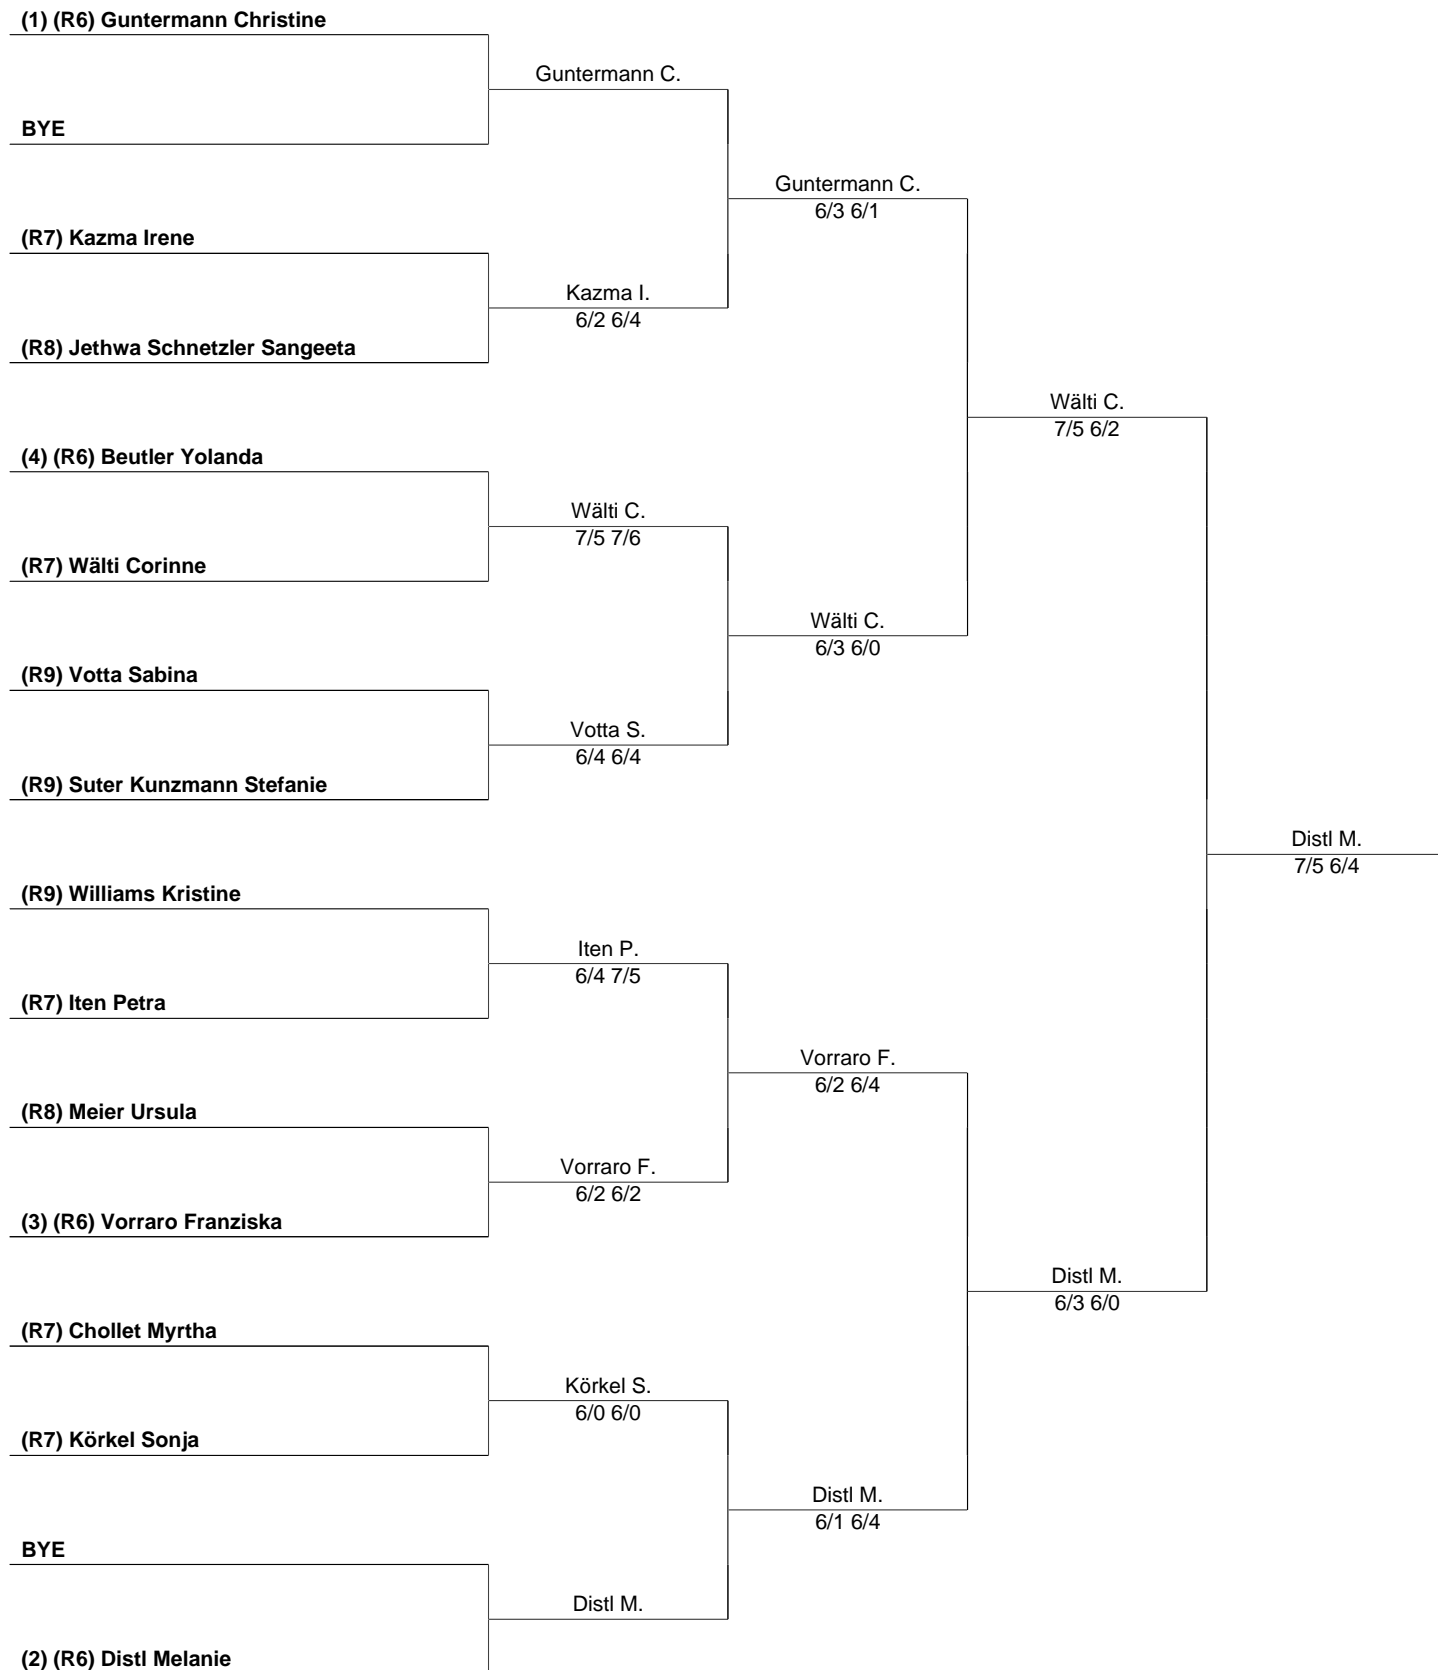 (1) (R6) Guntermann Christine
Guntermann C.
BYE
Guntermann C.
6/3 6/1
(R7) Kazma Irene
Kazma I.
6/2 6/4
(R8) Jethwa Schnetzler Sangeeta
Wälti C.
7/5 6/2
(4) (R6) Beutler Yolanda
Wälti C.
7/5 7/6
(R7) Wälti Corinne
Wälti C.
6/3 6/0
(R9) Votta Sabina
Votta S.
6/4 6/4
(R9) Suter Kunzmann Stefanie
Distl M.
7/5 6/4
(R9) Williams Kristine
Iten P.
6/4 7/5
(R7) Iten Petra
Vorraro F.
6/2 6/4
(R8) Meier Ursula
Vorraro F.
6/2 6/2
(3) (R6) Vorraro Franziska
Distl M.
6/3 6/0
(R7) Chollet Myrtha
Körkel S.
6/0 6/0
(R7) Körkel Sonja
Distl M.
6/1 6/4
BYE
Distl M.
(2) (R6) Distl Melanie